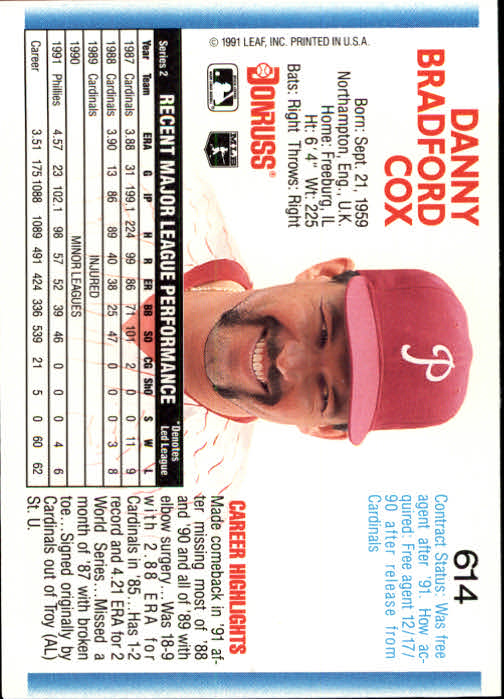 DANNY
BRADFORD
COX
614
Born: Sept. 21, 1959
Northampton, Eng., U.K.
Home: Freeburg, IL
Ht: 6' 4" Wt: 225
Bats: Right Throws: Right
P
Contract Status: Was free
agent after '91. How ac-
quired: Free agent 12/17/
90 after release from
Cardinals
DONRUSS®
MLB
© 1991 LEAF, INC. PRINTED IN U.S.A.
Series 2 RECENT MAJOR LEAGUE PERFORMANCE *Denotes
Led League
Year Team ERA G IP H R ER BB SO CG ShO S W L
1987 Cardinals 3.88 31 199.1 224 99 86 71 101 2 0 0 11 9
1988 Cardinals 3.90 13 86 89 40 38 25 47 0 0 0 3 8
1989 Cardinals INJURED
1990 MINOR LEAGUES
1991 Phillies 4.57 23 102.1 98 57 52 39 46 0 0 0 4 6
Career 3.51 175 1088 1089 491 424 336 539 21 5 0 60 62
CAREER HIGHLIGHTS
Made comeback in '91 af-
ter missing most of '88
and '90 and all of '89 with
elbow surgery... Was 18-9
with 2.88 ERA for
Cardinals in '85... Has 1-2
record and 4.21 ERA for 2
World Series... Missed a
month of '87 with broken
toe... Signed originally by
Cardinals out of Troy (AL)
St. U.